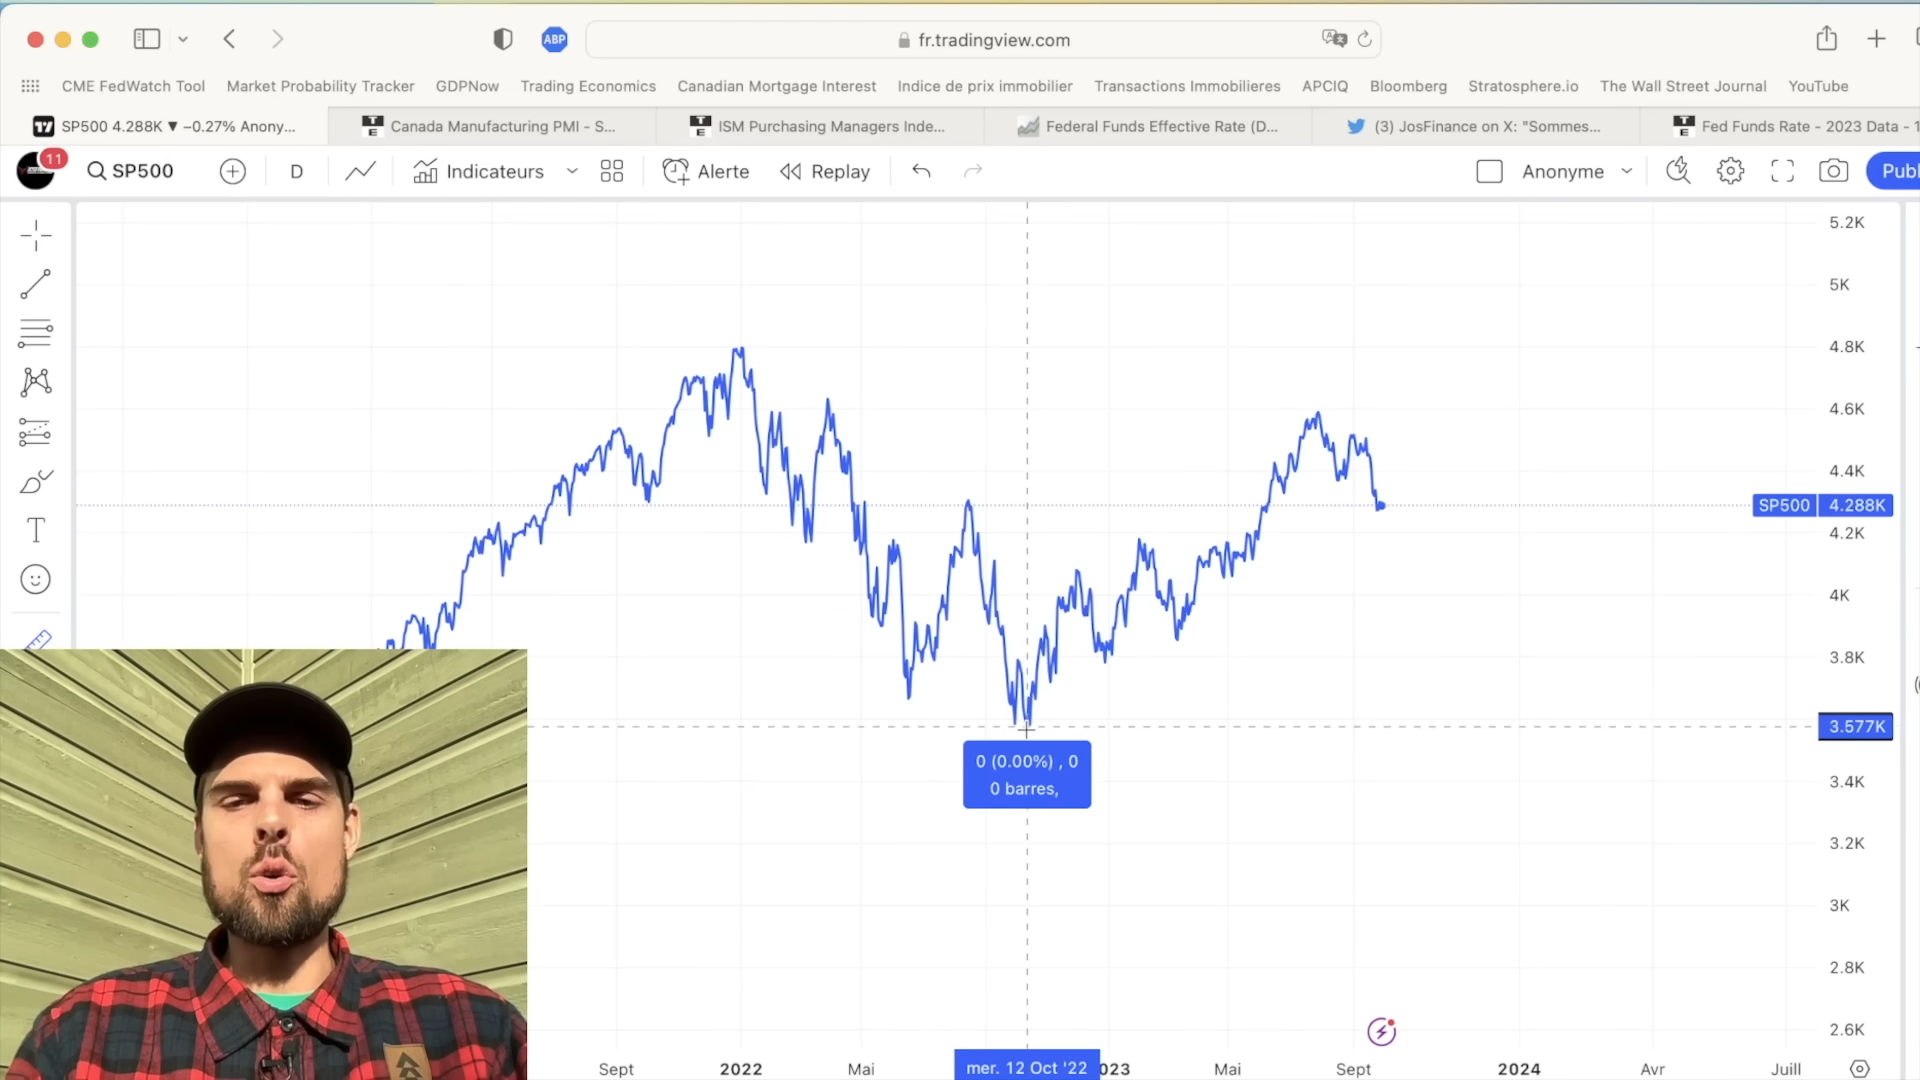 ABP
fr.tradingview.com
CME FedWatch Tool Market Probability Tracker GDPNow Trading Economics Canadian Mortgage Interest Indice de prix immobilier Transactions Immobilieres APCIQ Bloomberg Stratosphere.io The Wall Street Journal YouTube
SP500 4.288K ▼ −0.27% Anony... TE Canada Manufacturing PMI - S... TE ISM Purchasing Managers Inde... Federal Funds Effective Rate (D... (3) JosFinance on X: "Sommes... TE Fed Funds Rate - 2023 Data - 1
11 SP500 D Indicateurs Alerte Replay Anonyme Publ
5.2K
5K
4.8K
4.6K
4.4K
SP500 4.288K
4.2K
4K
3.8K
3.577K
0 (0.00%) , 0
0 barres,
3.4K
3.2K
3K
2.8K
2.6K
Sept 2022 Mai mer. 12 Oct '22 023 Mai Sept 2024 Avr Juill